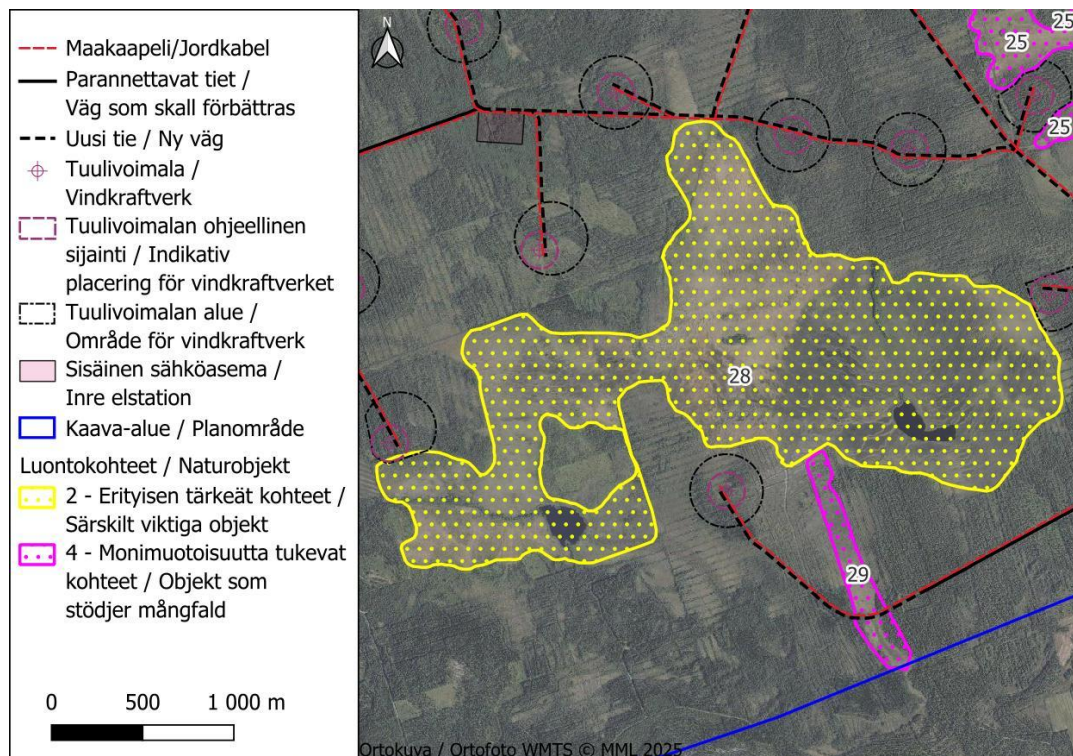 Maakaapeli/Jordkabel
Parannettavat tiet /
Väg som skall förbättras
Uusi tie / Ny väg
Tuulivoimala /
Vindkraftverk
Tuulivoimalan ohjeellinen
sijainti / Indikativ
placering för vindkraftverket
Tuulivoimalan alue /
Område för vindkraftverk
Sisäinen sähköasema /
Inre elstation
Kaava-alue / Planområde
Luontokohteet / Naturobjekt
2 - Erityisen tärkeät kohteet /
Särskilt viktiga objekt
4 - Monimuotoisuutta tukevat
kohteet / Objekt som
stödjer mångfald
0 500 1 000 m
N
25
25
25
28
29
Ortokuva / Ortofoto WMTS © MML 2025